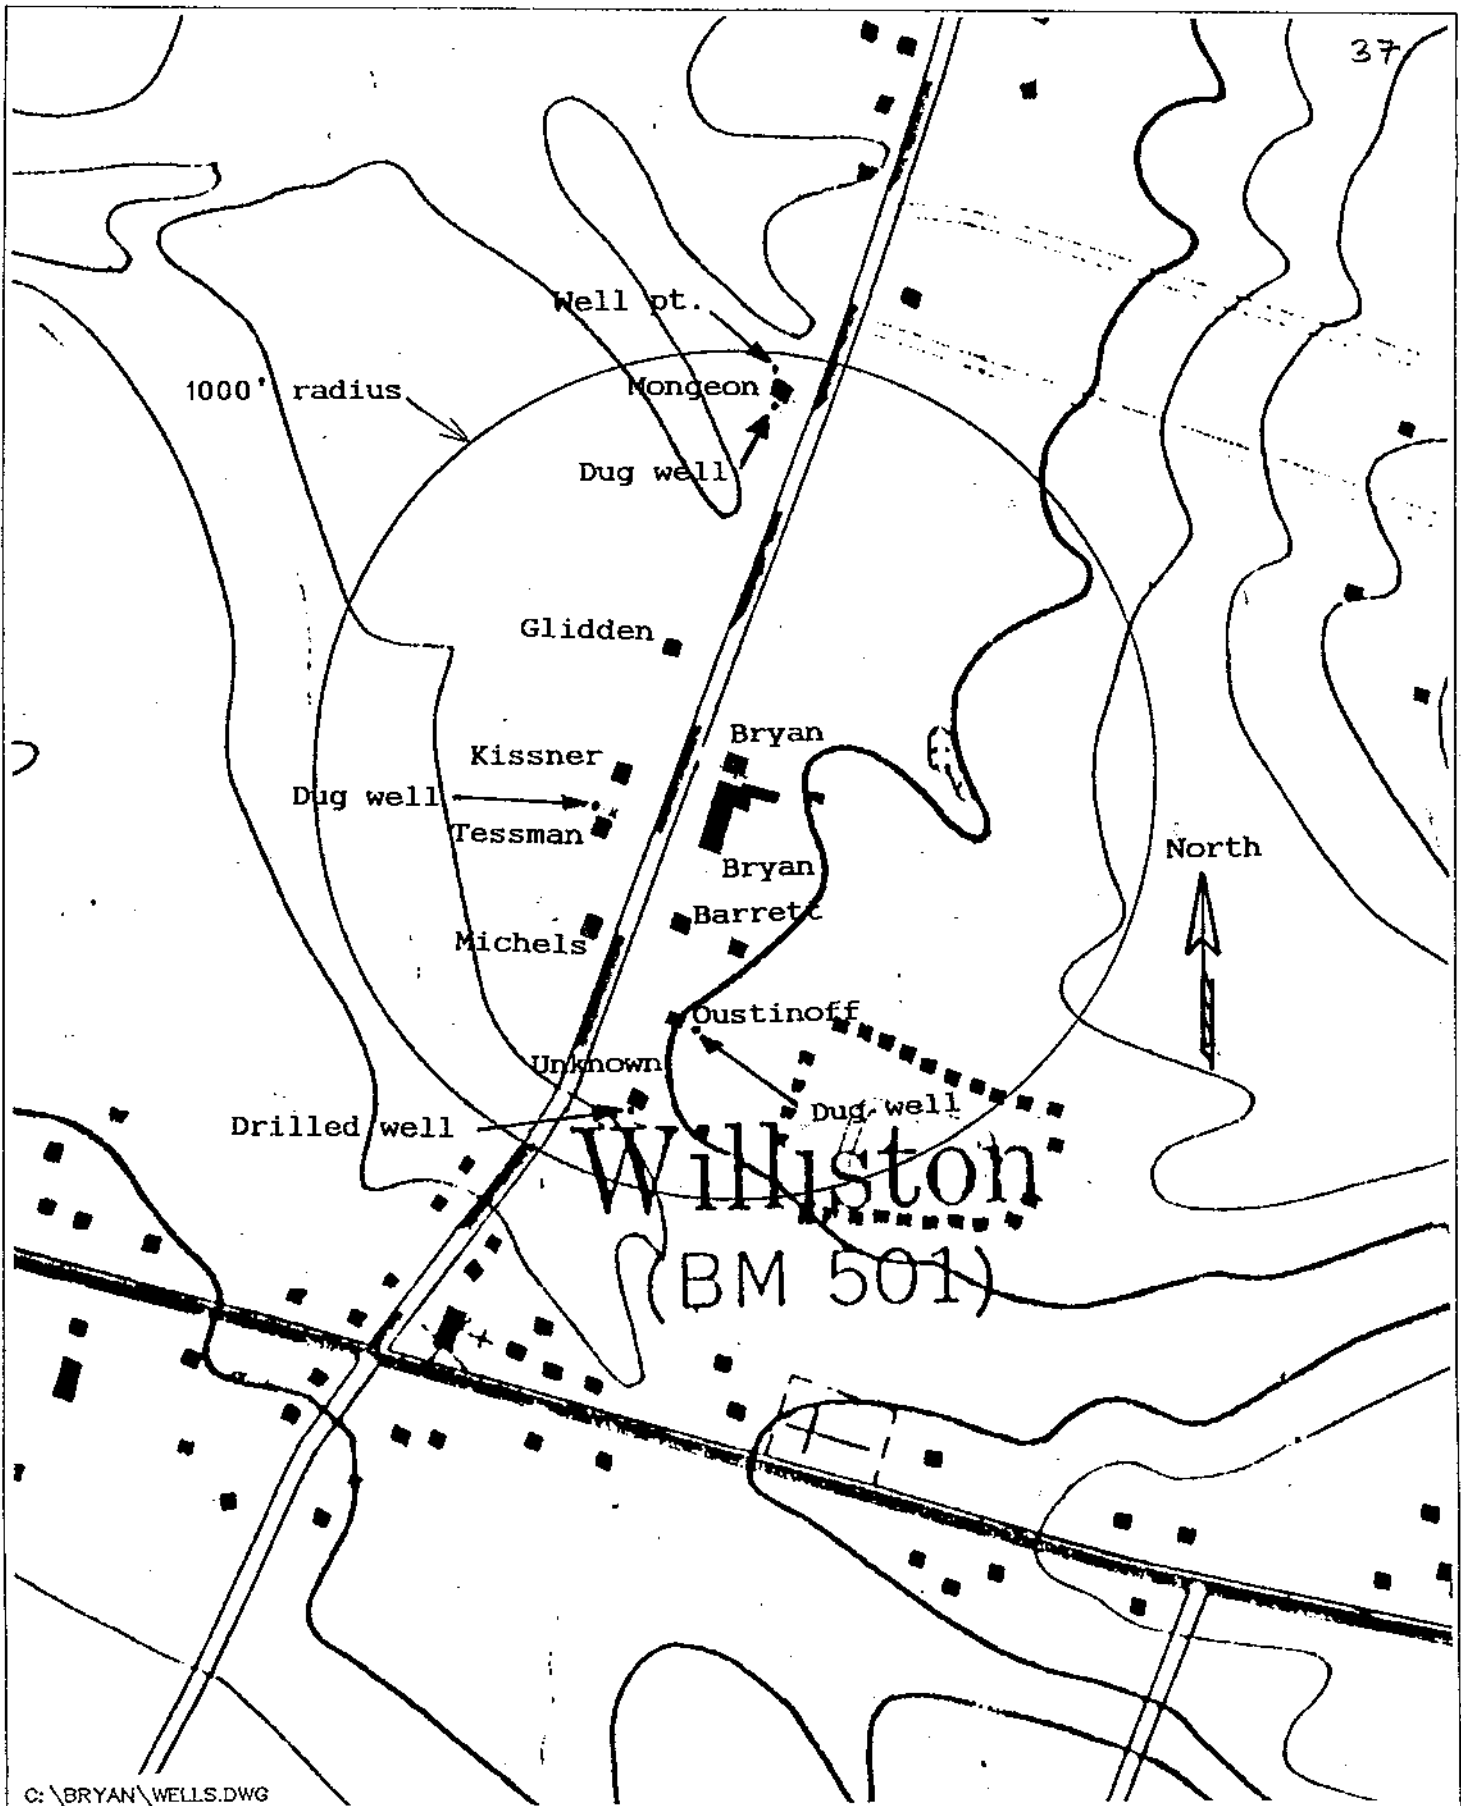 37
Well pt.
1000' radius
Mongeon
Dug well
Glidden
Bryan
Kissner
Dug well
Tessman
Bryan
North
Barrett
Michels
Oustinoff
Unknown
Dug well
Drilled well
Williston
(BM 501)
C:\BRYAN\WELLS.DWG